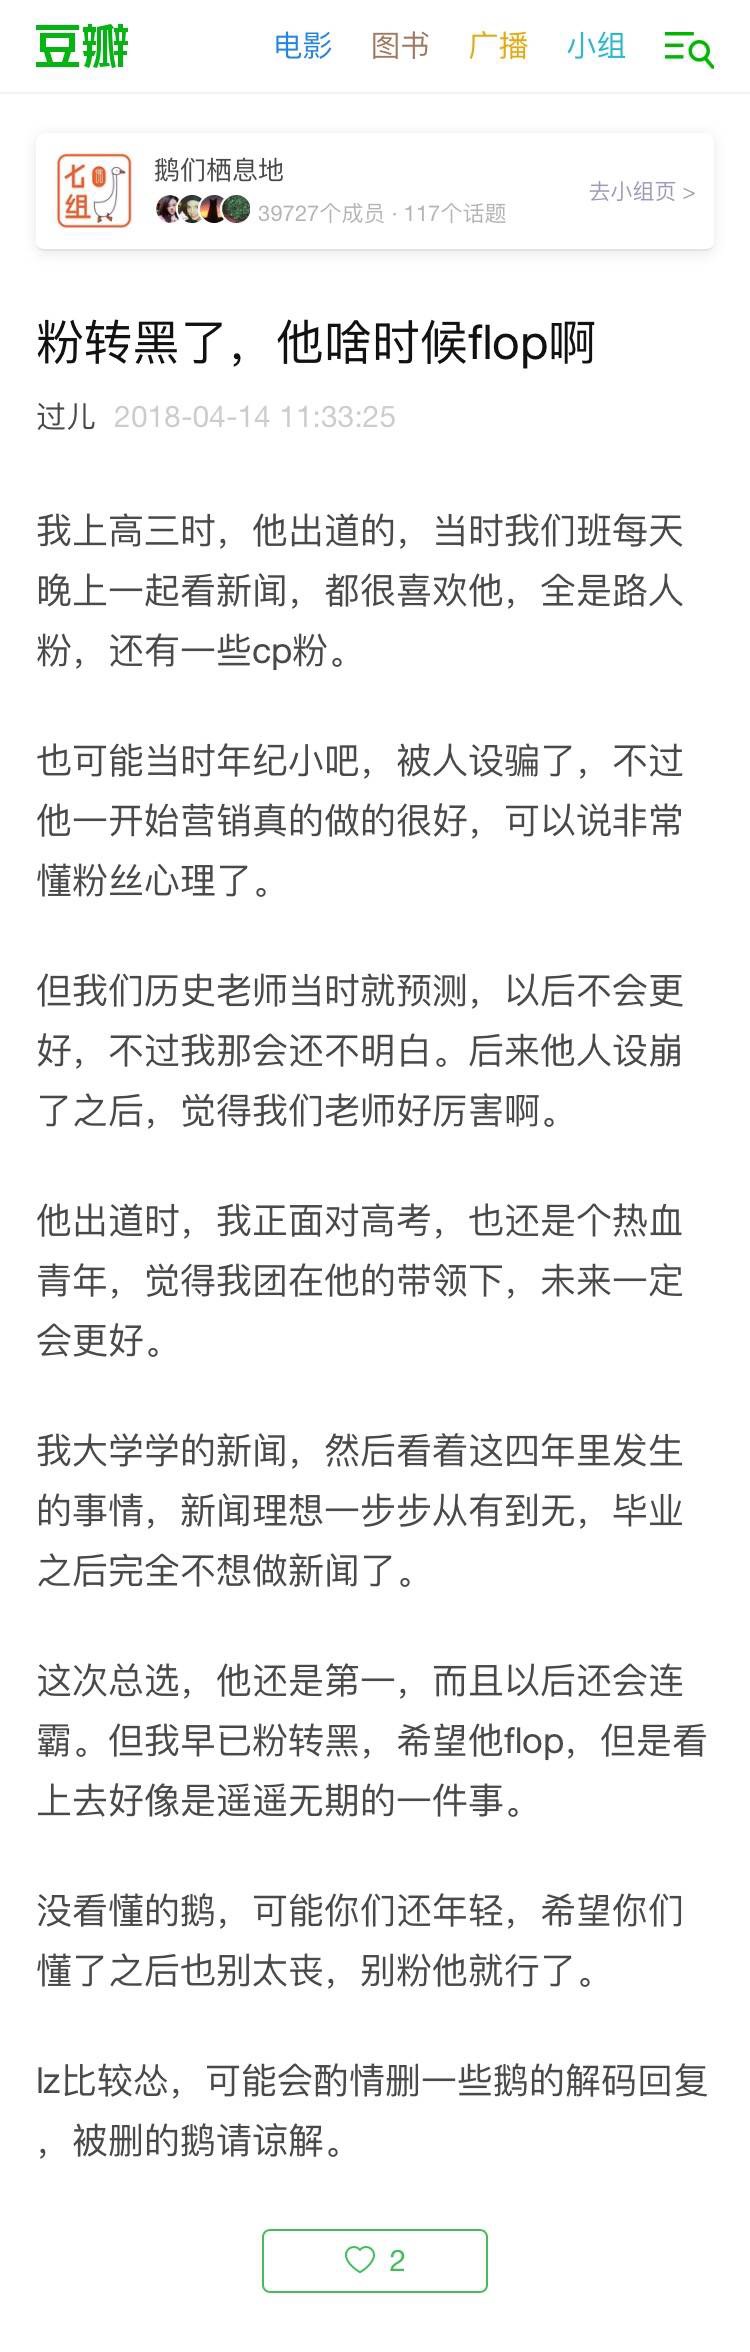 豆瓣 电影 图书 广播 小组
七组
鹅们栖息地
39727个成员 · 117个话题
去小组页 >
粉转黑了，他啥时候flop啊
过儿 2018-04-14 11:33:25
我上高三时，他出道的，当时我们班每天
晚上一起看新闻，都很喜欢他，全是路人
粉，还有一些cp粉。
也可能当时年纪小吧，被人设骗了，不过
他一开始营销真的做的很好，可以说非常
懂粉丝心理了。
但我们历史老师当时就预测，以后不会更
好，不过我那会还不明白。后来他人设崩
了之后，觉得我们老师好厉害啊。
他出道时，我正面对高考，也还是个热血
青年，觉得我团在他的带领下，未来一定
会更好。
我大学学的新闻，然后看着这四年里发生
的事情，新闻理想一步步从有到无，毕业
之后完全不想做新闻了。
这次总选，他还是第一，而且以后还会连
霸。但我早已粉转黑，希望他flop，但是看
上去好像是遥遥无期的一件事。
没看懂的鹅，可能你们还年轻，希望你们
懂了之后也别太丧，别粉他就行了。
lz比较怂，可能会酌情删一些鹅的解码回复
，被删的鹅请谅解。
2